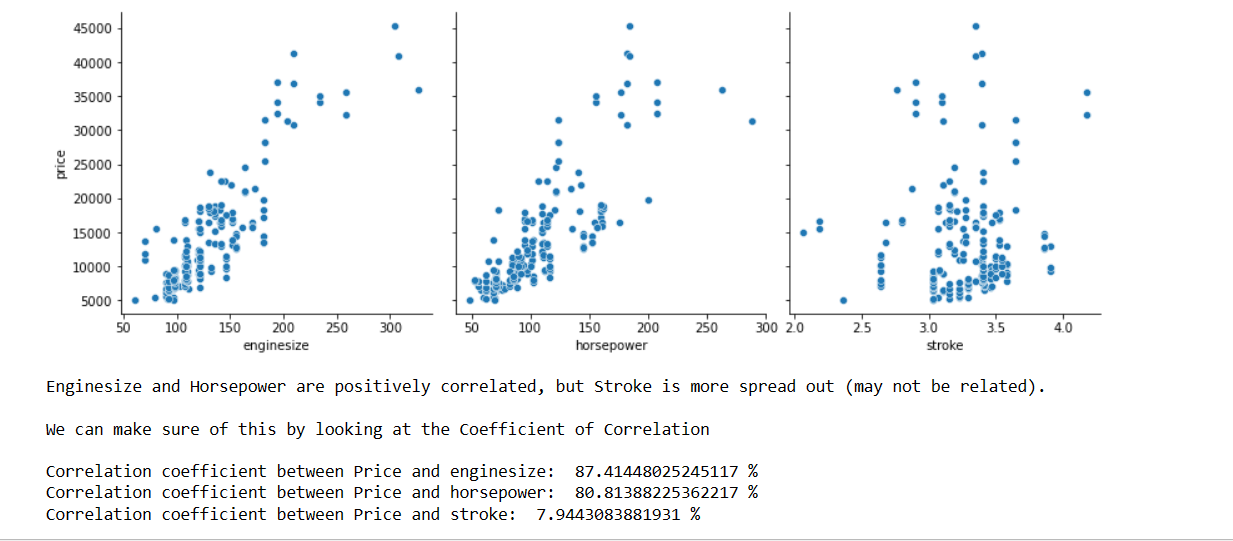 45000
40000
35000
30000
25000
20000
15000
10000
5000
price
50 100 150 200 250 300
enginesize
50 100 150 200 250 300
horsepower
2.0 2.5 3.0 3.5 4.0
stroke
Enginesize and Horsepower are positively correlated, but Stroke is more spread out (may not be related).
We can make sure of this by looking at the Coefficient of Correlation
Correlation coefficient between Price and enginesize:  87.41448025245117 %
Correlation coefficient between Price and horsepower:  80.81388225362217 %
Correlation coefficient between Price and stroke:  7.9443083881931 %